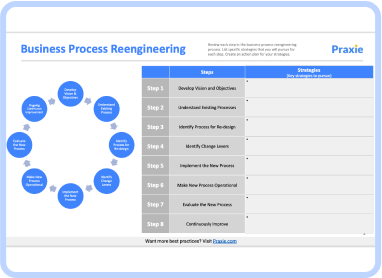 Business Process Reengineering
Review each step in the business process reengineering
process. List specific strategies that you will pursue for
each step. Create an action plan for your strategies.
Praxie
Develop
Vision &
Objectives
Understand
Existing
Process
Identify
Process for
Re-design
Identify
Change
Levels
Implement
the New
Process
Make New
Process
Operational
Evaluate
the New
Process
Ongoing
Continuous
Improvement
Steps
Strategies
(Key strategies to pursue)
Step 1
Develop Vision and Objectives
Step 2
Understand Existing Processes
Step 3
Identify Process for Re-design
Step 4
Identify Change Levels
Step 5
Implement the New Process
Step 6
Make New Process Operational
Step 7
Evaluate the New Process
Step 8
Continuously Improve
Want more best practices? Visit Praxie.com